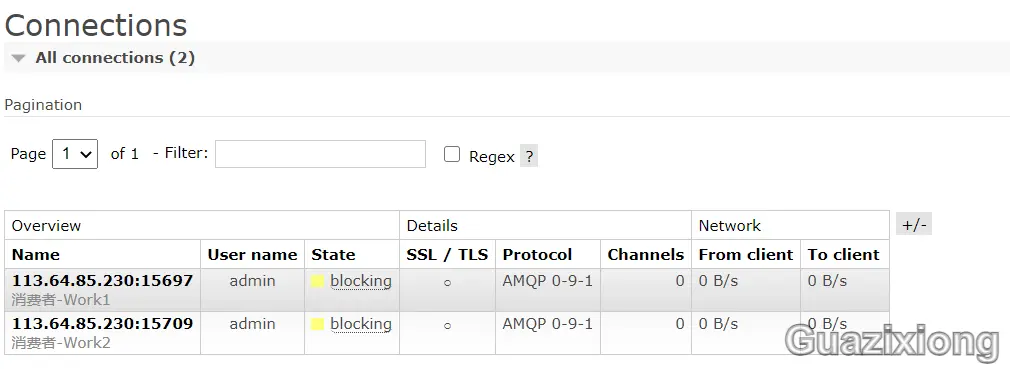 Connections
All connections (2)
Pagination
Page 1 of 1 - Filter: Regex ?
Overview Details Network +/-
Name User name State SSL / TLS Protocol Channels From client To client
113.64.85.230:15697 admin blocking ○ AMQP 0-9-1 0 0 B/s 0 B/s
消费者-Work1
113.64.85.230:15709 admin blocking ○ AMQP 0-9-1 0 0 B/s 0 B/s
消费者-Work2
Guazixiong